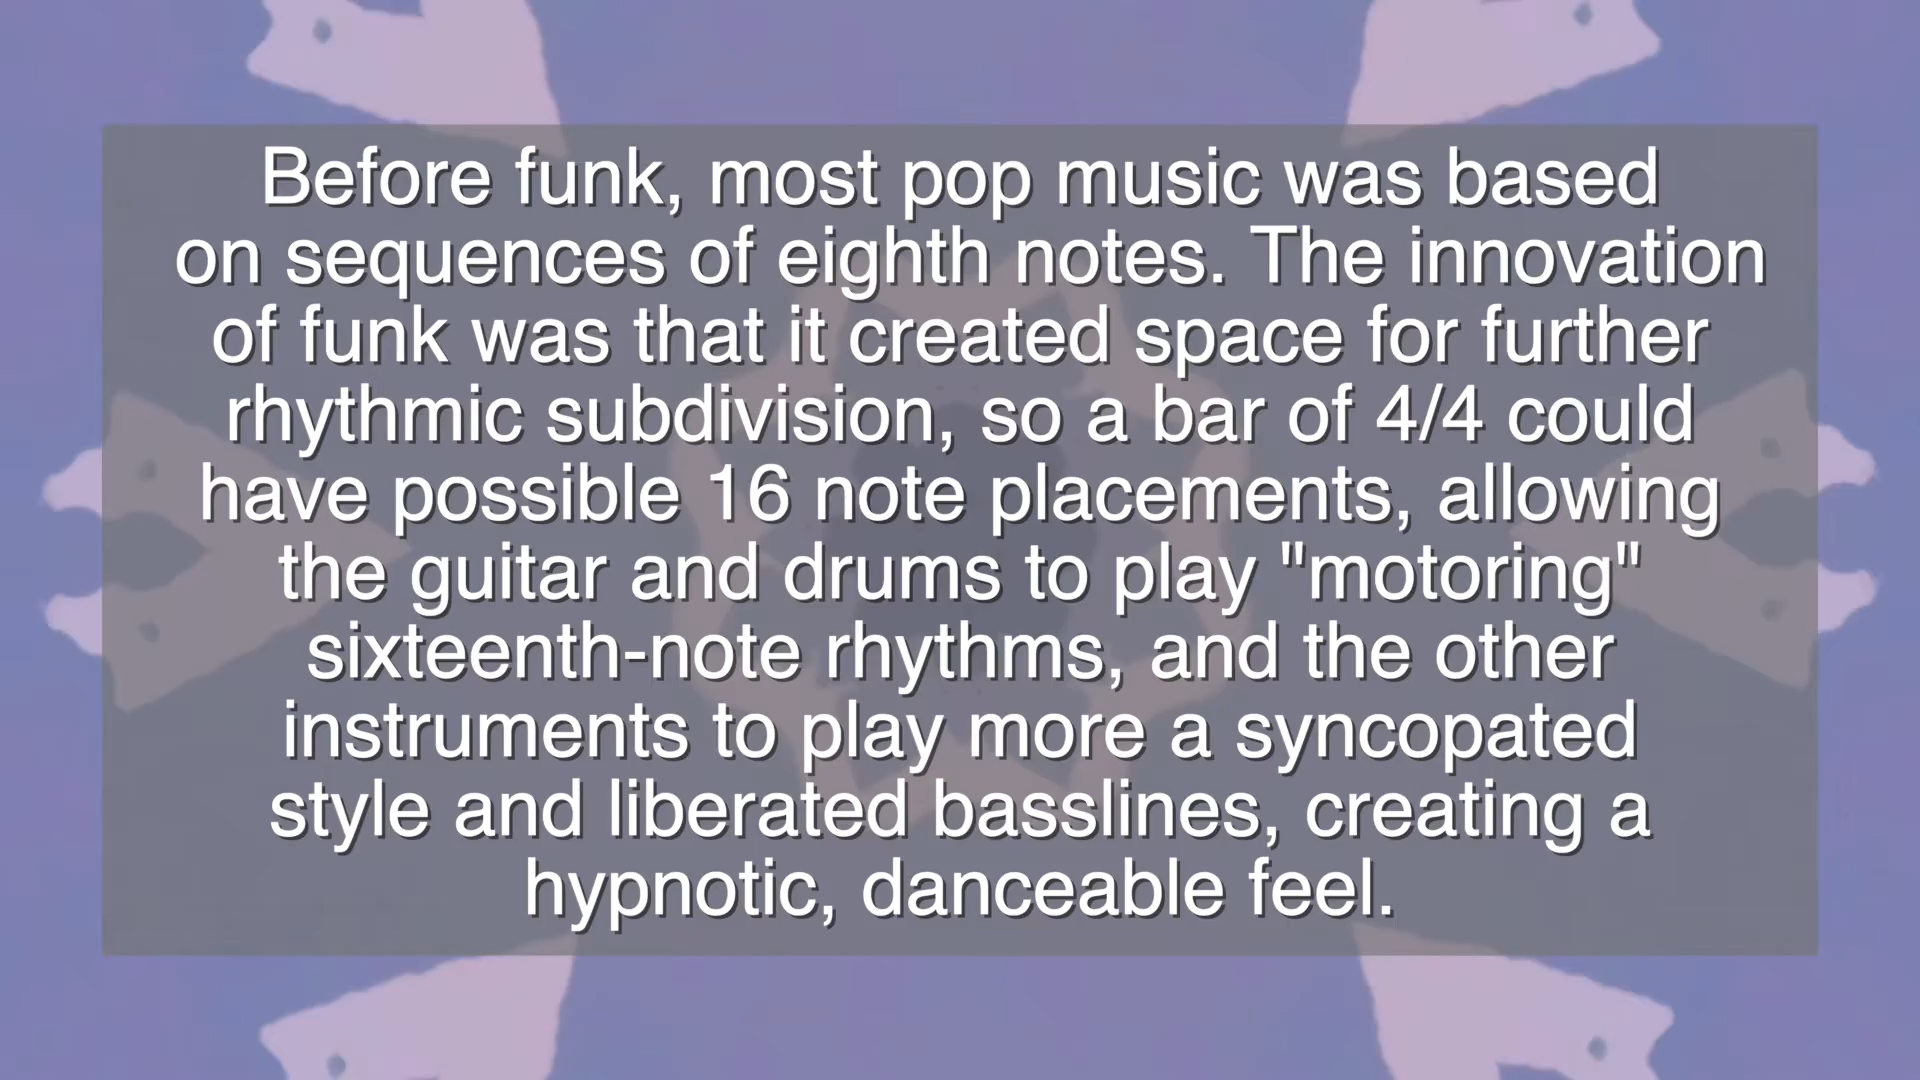 Before funk, most pop music was based
on sequences of eighth notes. The innovation
of funk was that it created space for further
rhythmic subdivision, so a bar of 4/4 could
have possible 16 note placements, allowing
the guitar and drums to play "motoring"
sixteenth-note rhythms, and the other
instruments to play more a syncopated
style and liberated basslines, creating a
hypnotic, danceable feel.